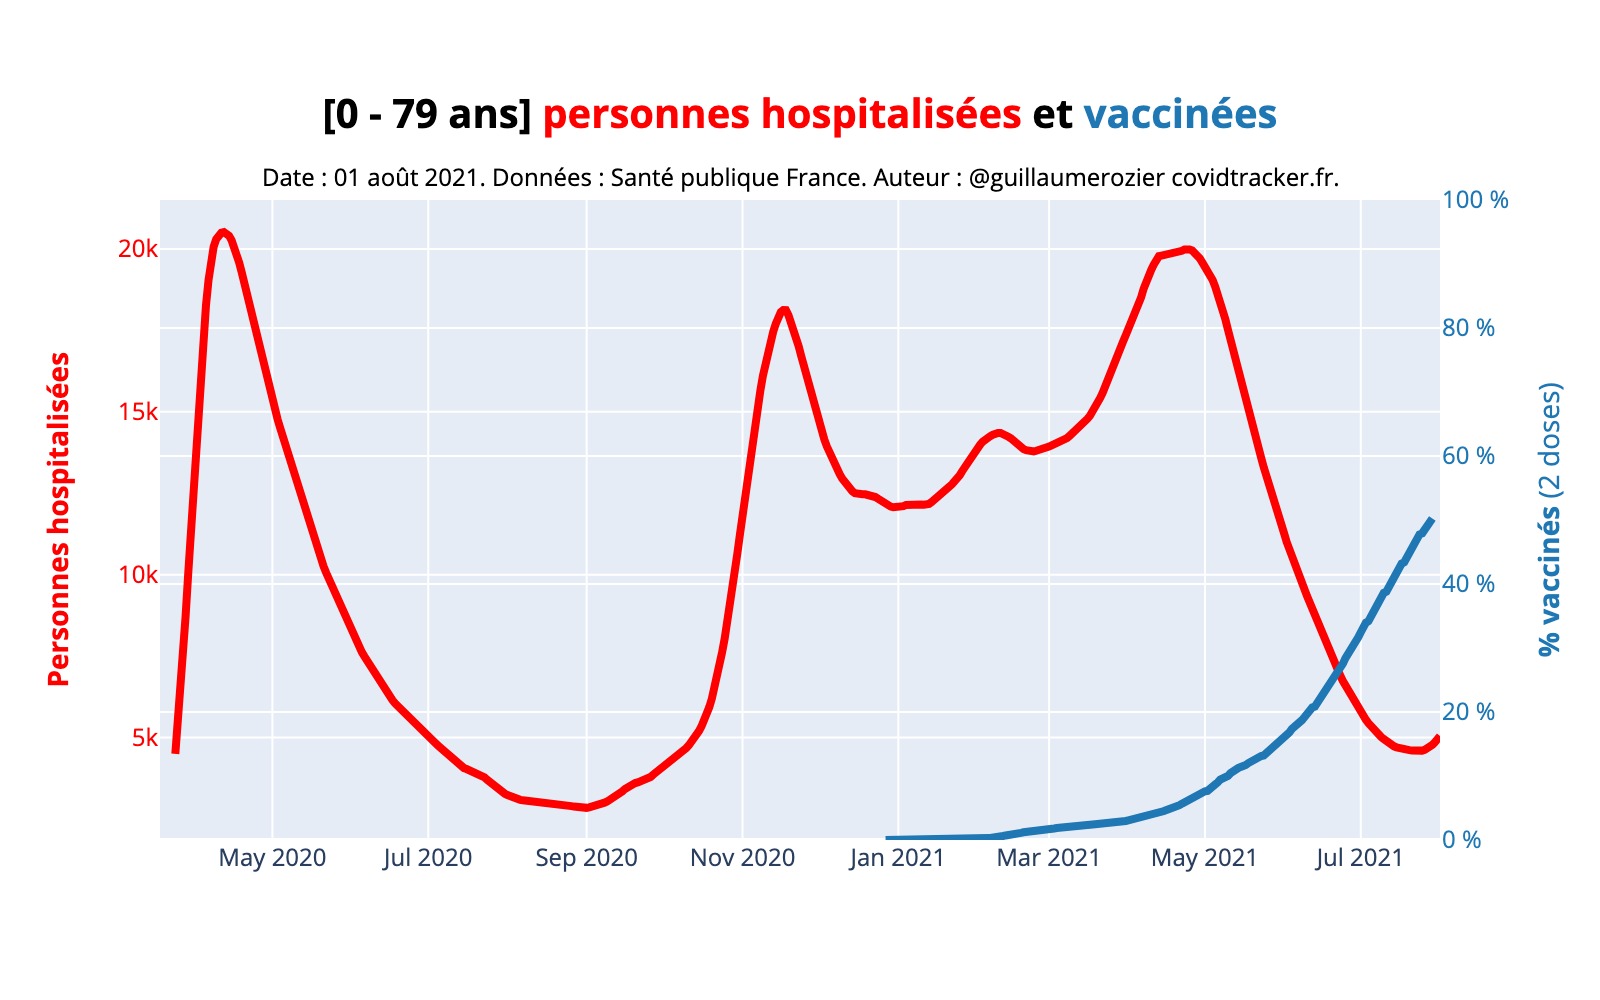 [0 - 79 ans] personnes hospitalisées et vaccinées
Date : 01 août 2021. Données : Santé publique France. Auteur : @guillaumerozier covidtracker.fr.
Personnes hospitalisées
20k
15k
10k
5k
100 %
80 %
60 %
40 %
20 %
0 %
% vaccinés (2 doses)
May 2020
Jul 2020
Sep 2020
Nov 2020
Jan 2021
Mar 2021
May 2021
Jul 2021